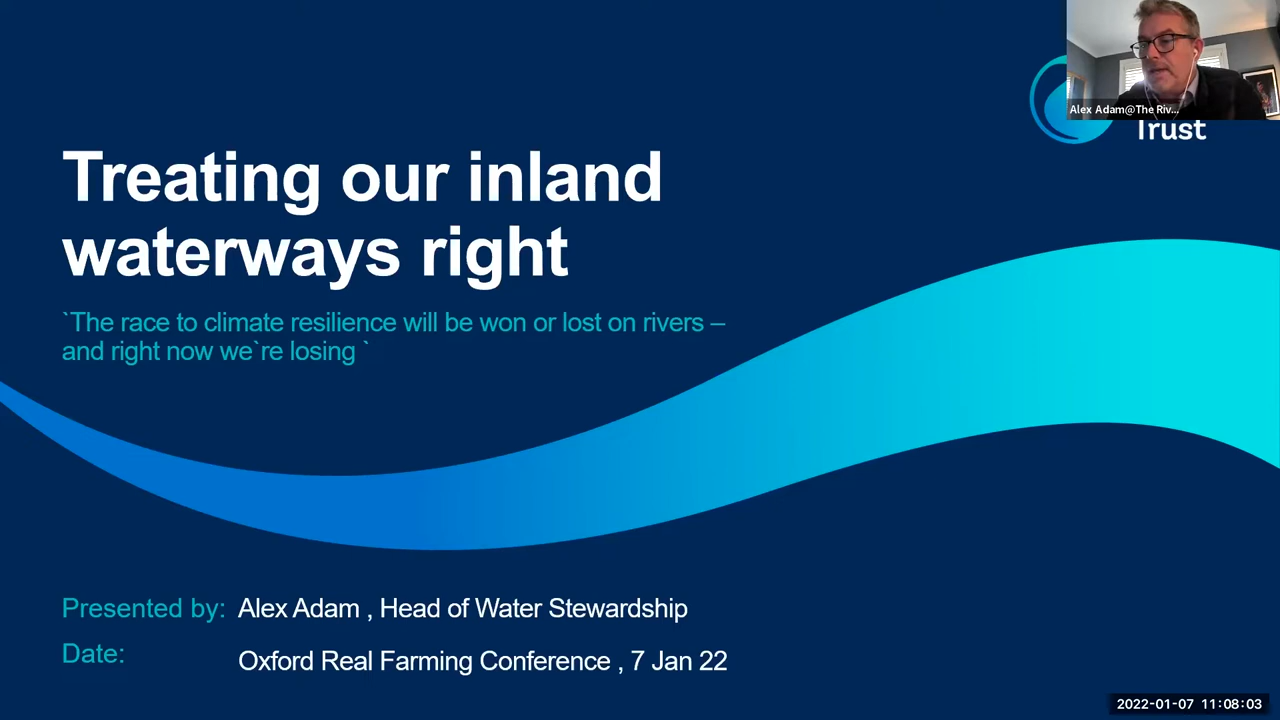 Alex Adam@The Riv...
Trust
Treating our inland
waterways right
`The race to climate resilience will be won or lost on rivers –
and right now we`re losing `
Presented by: Alex Adam , Head of Water Stewardship
Date: Oxford Real Farming Conference , 7 Jan 22
2022-01-07 11:08:03